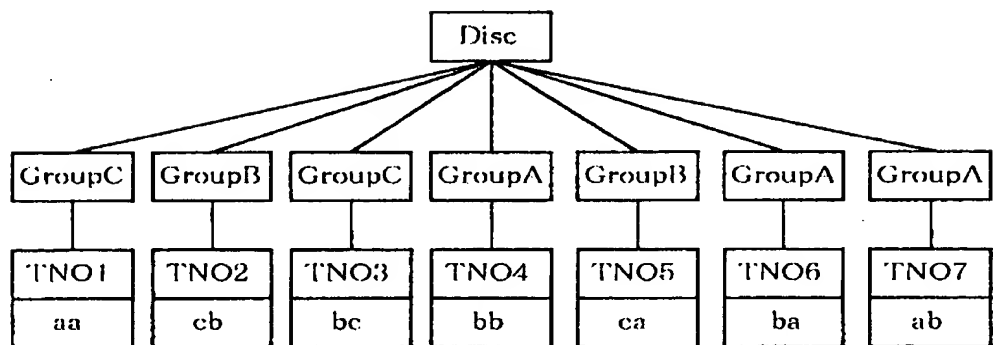 Disc
GroupC GroupB GroupC GroupA GroupB GroupA GroupA
TNO1 TNO2 TNO3 TNO4 TNO5 TNO6 TNO7
aa cb bc bb ca ba ab